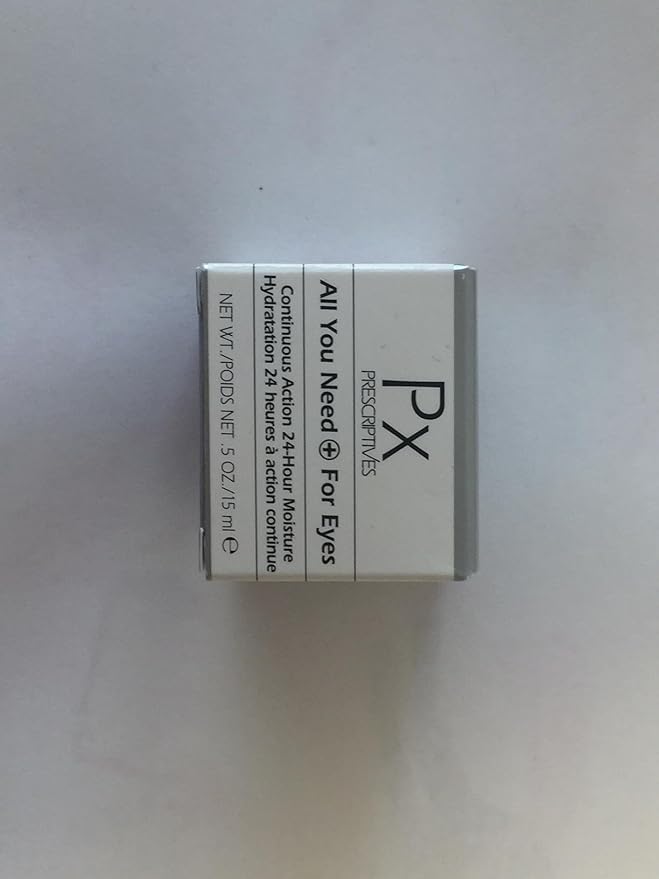 Px
PRESCRIPTIVES
All You Need ⊕ For Eyes
Continuous Action 24-Hour Moisture
Hydratation 24 heures à action continue
NET WT./POIDS NET .5 OZ./15 ml ℮